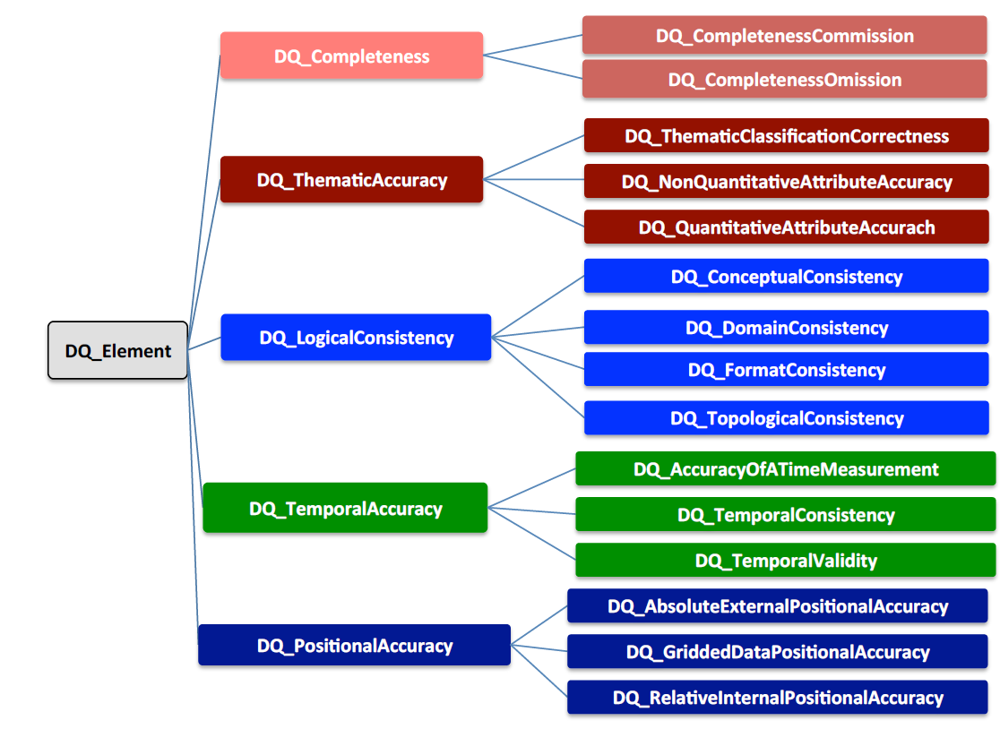 DQ_Element
DQ_Completeness
DQ_CompletenessCommission
DQ_CompletenessOmission
DQ_ThematicAccuracy
DQ_ThematicClassificationCorrectness
DQ_NonQuantitativeAttributeAccuracy
DQ_QuantitativeAttributeAccurach
DQ_LogicalConsistency
DQ_ConceptualConsistency
DQ_DomainConsistency
DQ_FormatConsistency
DQ_TopologicalConsistency
DQ_TemporalAccuracy
DQ_AccuracyOfATimeMeasurement
DQ_TemporalConsistency
DQ_TemporalValidity
DQ_PositionalAccuracy
DQ_AbsoluteExternalPositionalAccuracy
DQ_GriddedDataPositionalAccuracy
DQ_RelativeInternalPositionalAccuracy